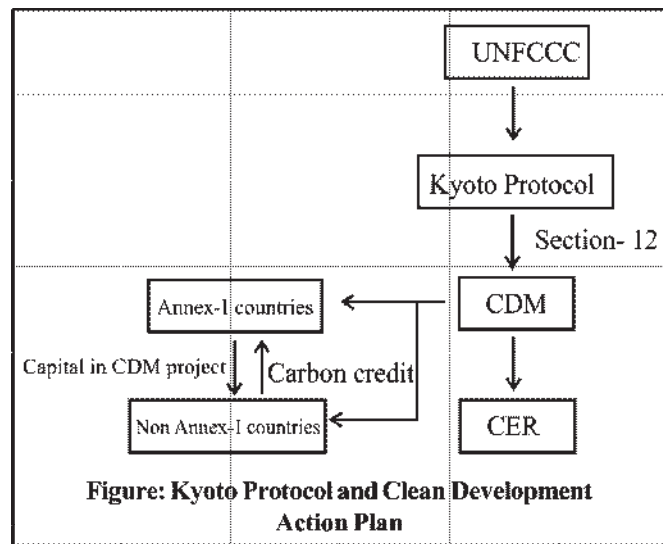 UNFCCC
Kyoto Protocol
Section- 12
Annex-I countries
CDM
Capital in CDM project
Carbon credit
Non Annex-I countries
CER
Figure: Kyoto Protocol and Clean Development
Action Plan